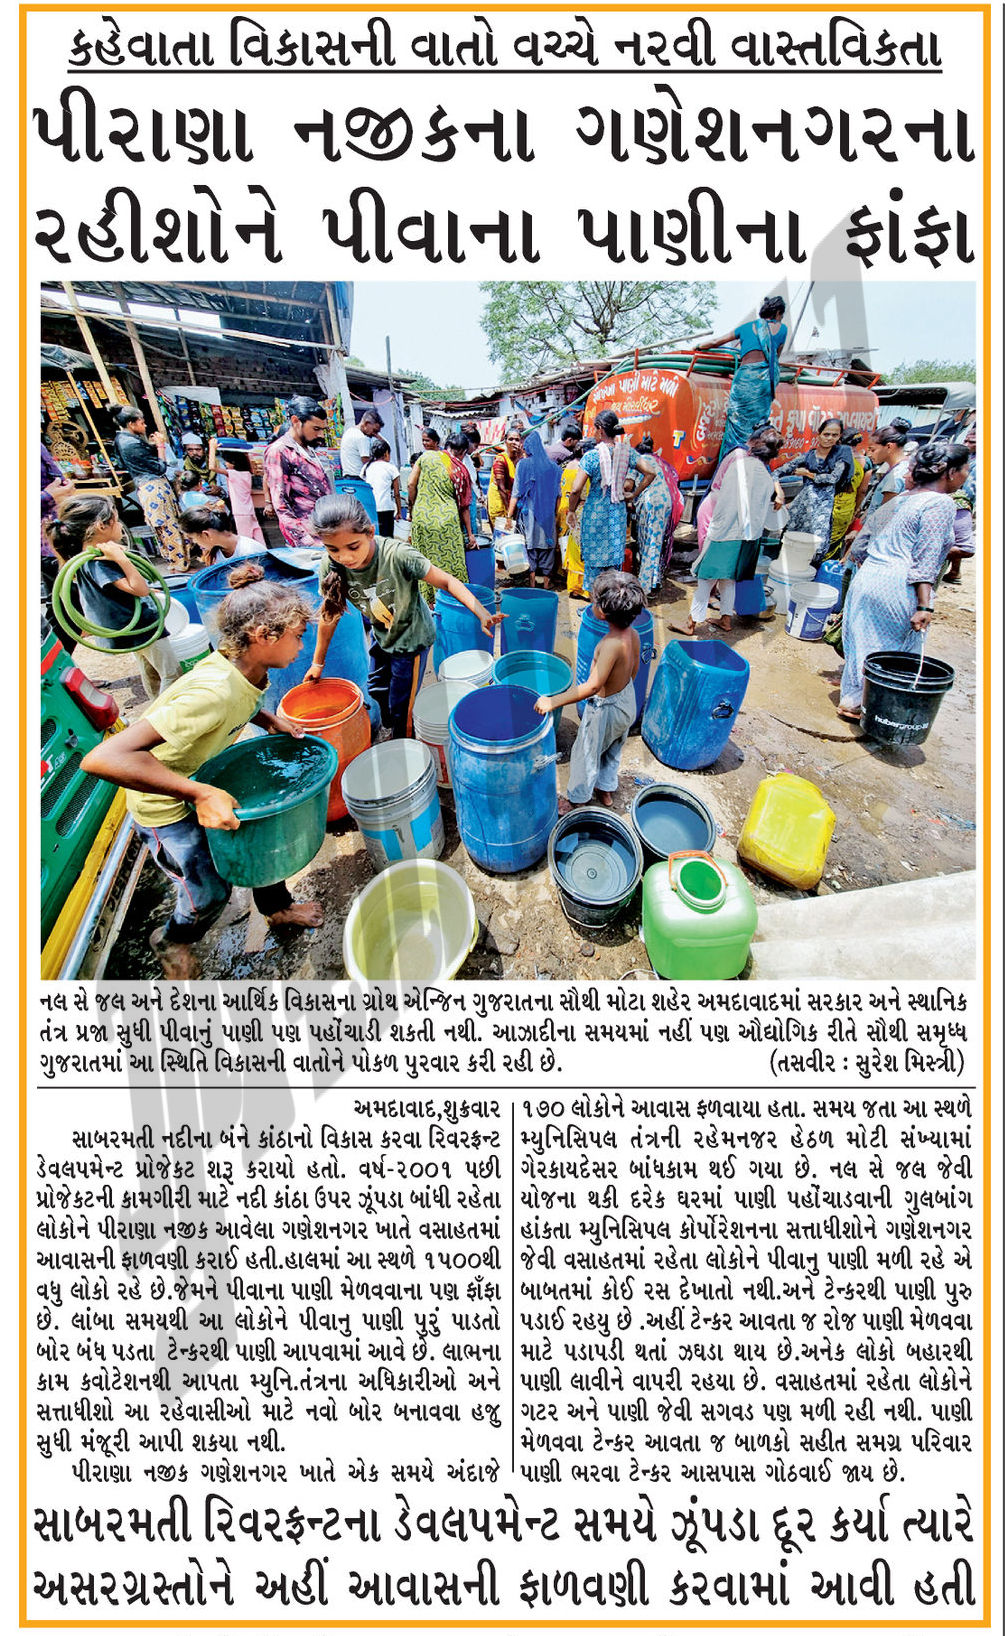 કહેવાતા વિકાસની વાતો વચ્ચે નરવી વાસ્તવિકતા
પીરાણા નજીકના ગણેશનગરના
રહીશોને પીવાના પાણીના ફાંફા
નલ સે જલ અને દેશના આર્થિક વિકાસના ગ્રોથ એન્જિન ગુજરાતના સૌથી મોટા શહેર અમદાવાદમાં સરકાર અને સ્થાનિક
તંત્ર પ્રજા સુધી પીવાનું પાણી પણ પહોંચાડી શકતી નથી. આઝાદીના સમયમાં નહીં પણ ઔદ્યોગિક રીતે સૌથી સમૃધ્ધ
ગુજરાતમાં આ સ્થિતિ વિકાસની વાતોને પોકળ પુરવાર કરી રહી છે. (તસવીર : સુરેશ મિસ્ત્રી)
અમદાવાદ,શુક્રવાર
સાબરમતી નદીના બંને કાંઠાનો વિકાસ કરવા રિવરફ્રન્ટ
ડેવલપમેન્ટ પ્રોજેકટ શરૂ કરાયો હતો. વર્ષ-૨૦૦૧ પછી
પ્રોજેકટની કામગીરી માટે નદી કાંઠા ઉપર ઝૂંપડા બાંધી રહેતા
લોકોને પીરાણા નજીક આવેલા ગણેશનગર ખાતે વસાહતમાં
આવાસની ફાળવણી કરાઈ હતી.હાલમાં આ સ્થળે ૧૫૦૦થી
વધુ લોકો રહે છે.જેમને પીવાના પાણી મેળવવાના પણ ફાઁફા
છે. લાંબા સમયથી આ લોકોને પીવાનુ પાણી પુરું પાડતો
બોર બંધ પડતા ટેન્કરથી પાણી આપવામાં આવે છે. લાભના
કામ કવોટેશનથી આપતા મ્યુનિ.તંત્રના અધિકારીઓ અને
સત્તાધીશો આ રહેવાસીઓ માટે નવો બોર બનાવવા હજુ
સુધી મંજૂરી આપી શકયા નથી.
પીરાણા નજીક ગણેશનગર ખાતે એક સમયે અંદાજે
૧૭૦ લોકોને આવાસ ફળવાયા હતા. સમય જતા આ સ્થળે
મ્યુનિસિપલ તંત્રની રહેમનજર હેઠળ મોટી સંખ્યામાં
ગેરકાયદેસર બાંધકામ થઈ ગયા છે. નલ સે જલ જેવી
યોજના થકી દરેક ઘરમાં પાણી પહોંચાડવાની ગુલબાંગ
હાંકતા મ્યુનિસિપલ કોર્પોરેશનના સત્તાધીશોને ગણેશનગર
જેવી વસાહતમાં રહેતા લોકોને પીવાનુ પાણી મળી રહે એ
બાબતમાં કોઈ રસ દેખાતો નથી.અને ટેન્કરથી પાણી પુરુ
પડાઈ રહયુ છે .અહીં ટેન્કર આવતા જ રોજ પાણી મેળવવા
માટે પડાપડી થતાં ઝઘડા થાય છે.અનેક લોકો બહારથી
પાણી લાવીને વાપરી રહયા છે. વસાહતમાં રહેતા લોકોને
ગટર અને પાણી જેવી સગવડ પણ મળી રહી નથી. પાણી
મેળવવા ટેન્કર આવતા જ બાળકો સહીત સમગ્ર પરિવાર
પાણી ભરવા ટેન્કર આસપાસ ગોઠવાઈ જાય છે.
સાબરમતી રિવરફ્રન્ટના ડેવલપમેન્ટ સમયે ઝૂંપડા દૂર કર્યા ત્યારે
અસરગ્રસ્તોને અહીં આવાસની ફાળવણી કરવામાં આવી હતી